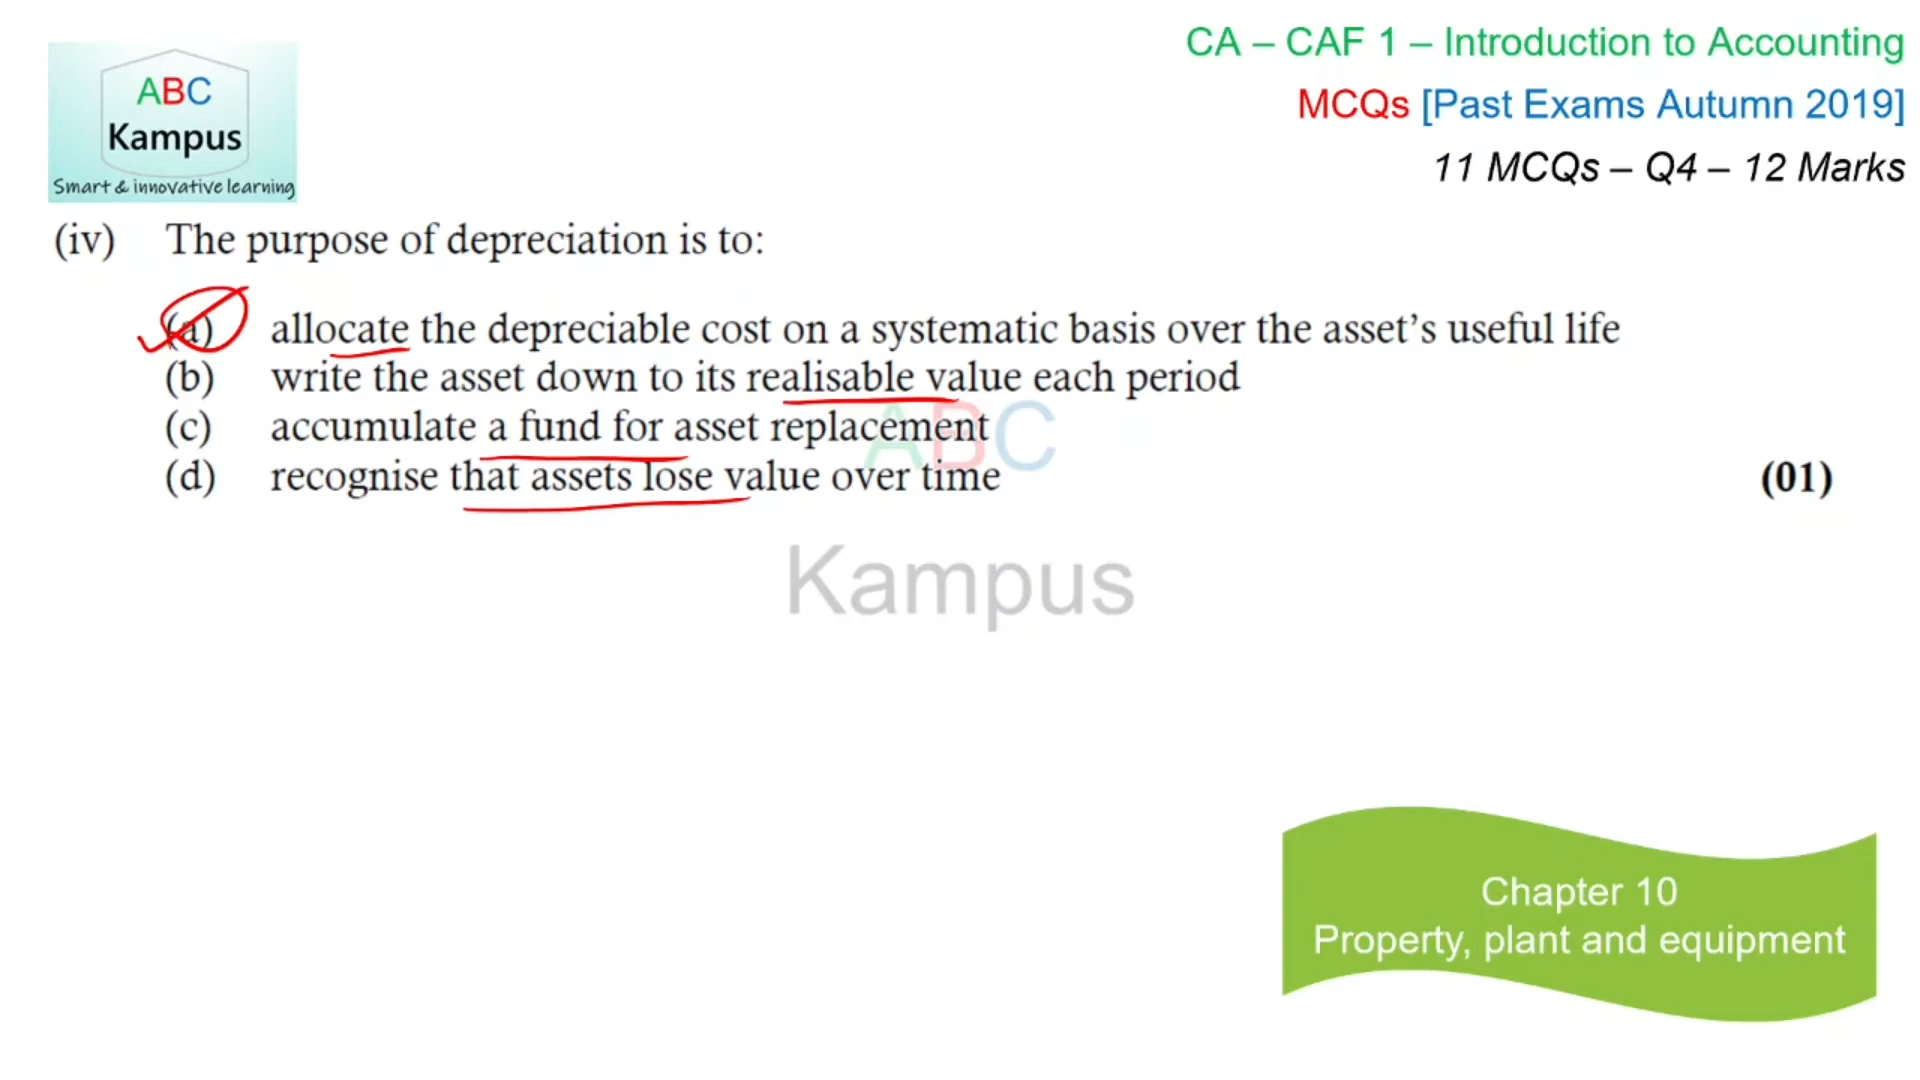 ABC
Kampus
Smart & innovative learning
CA – CAF 1 – Introduction to Accounting
MCQs [Past Exams Autumn 2019]
11 MCQs – Q4 – 12 Marks
(iv) The purpose of depreciation is to:
(a) allocate the depreciable cost on a systematic basis over the asset’s useful life
(b) write the asset down to its realisable value each period
(c) accumulate a fund for asset replacement
(d) recognise that assets lose value over time (01)
ABC
Kampus
Chapter 10
Property, plant and equipment